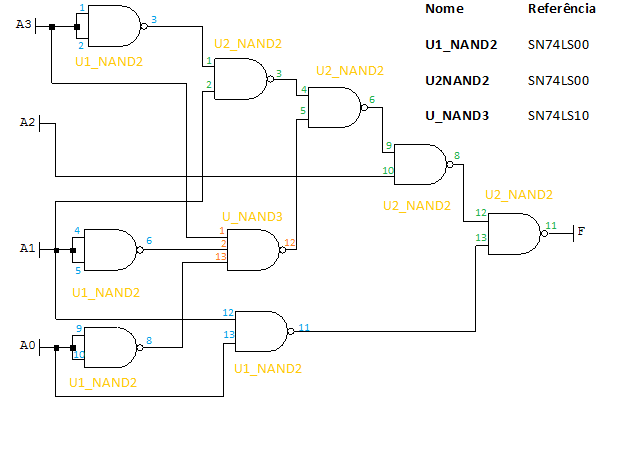 Nome Referência
U1_NAND2 SN74LS00
U2NAND2 SN74LS00
U_NAND3 SN74LS10
A3
1
2
3
U1_NAND2
U2_NAND2
1
2
3
U2_NAND2
4
5
6
A2
9
10
8
U2_NAND2
U2_NAND2
12
13
11
F
A1
4
5
6
U1_NAND2
U_NAND3
1
2
13
12
A0
9
10
8
U1_NAND2
12
13
11
U1_NAND2